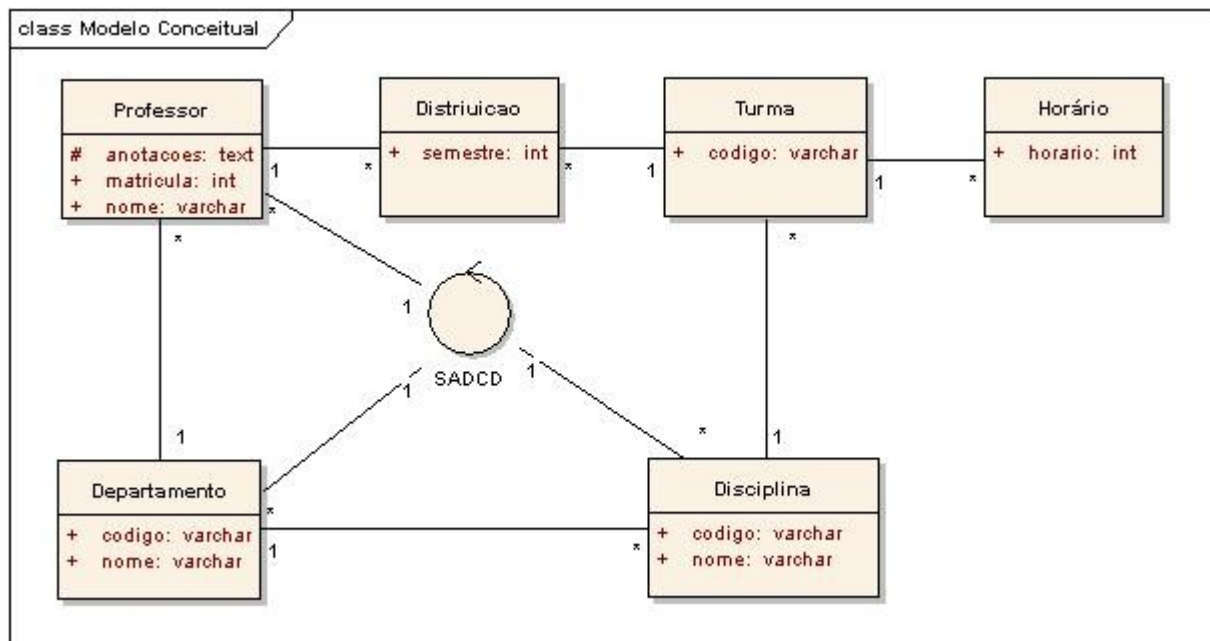 class Modelo Conceitual
Professor
# anotacoes: text
+ matricula: int
+ nome: varchar
Distriuicao
+ semestre: int
Turma
+ codigo: varchar
Horário
+ horario: int
1
*
*
1
1
*
*
*
*
1
1
1
SADCD
1
*
1
Departamento
+ codigo: varchar
+ nome: varchar
*
1
*
Disciplina
+ codigo: varchar
+ nome: varchar